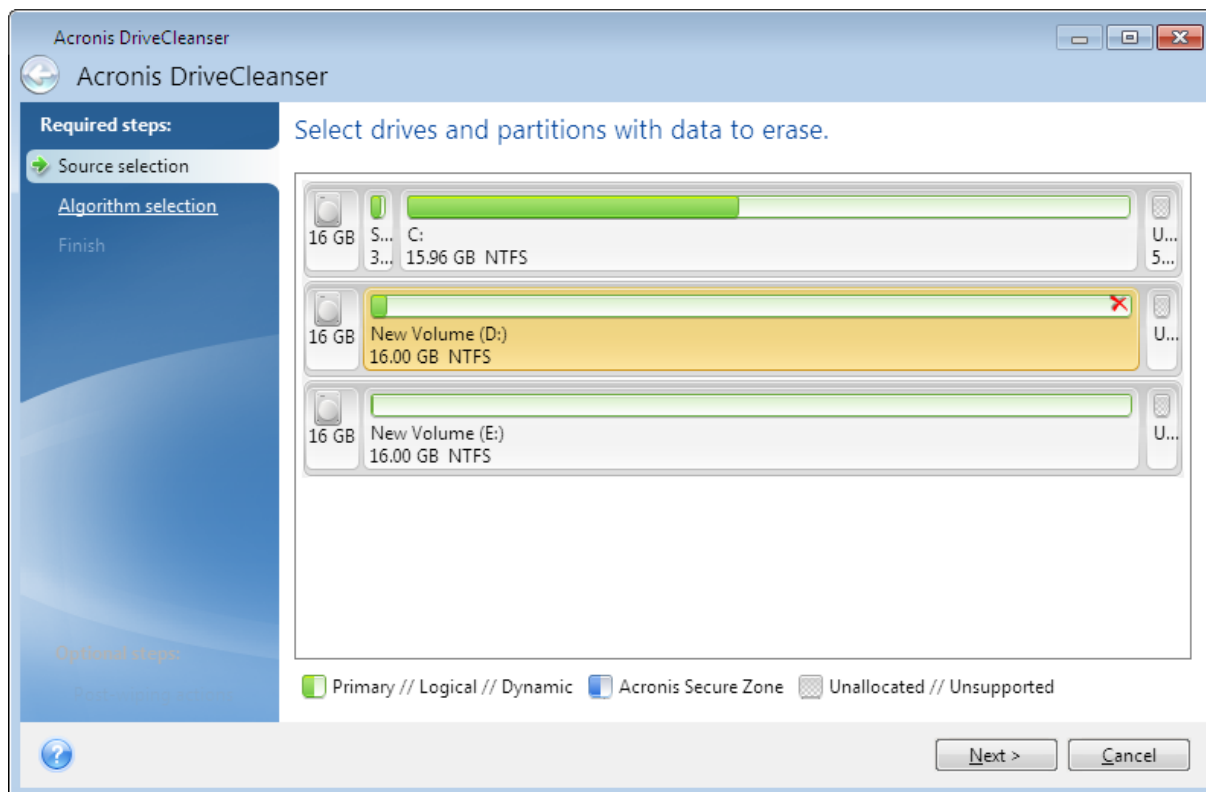 Acronis DriveCleanser
Acronis DriveCleanser
Required steps:
Source selection
Algorithm selection
Finish
Optional steps:
Select drives and partitions with data to erase.
16 GB
S...
3...
C:
15.96 GB NTFS
U...
5...
16 GB
New Volume (D:)
16.00 GB NTFS
U...
16 GB
New Volume (E:)
16.00 GB NTFS
U...
Primary // Logical // Dynamic
Acronis Secure Zone
Unallocated // Unsupported
?
Next >
Cancel